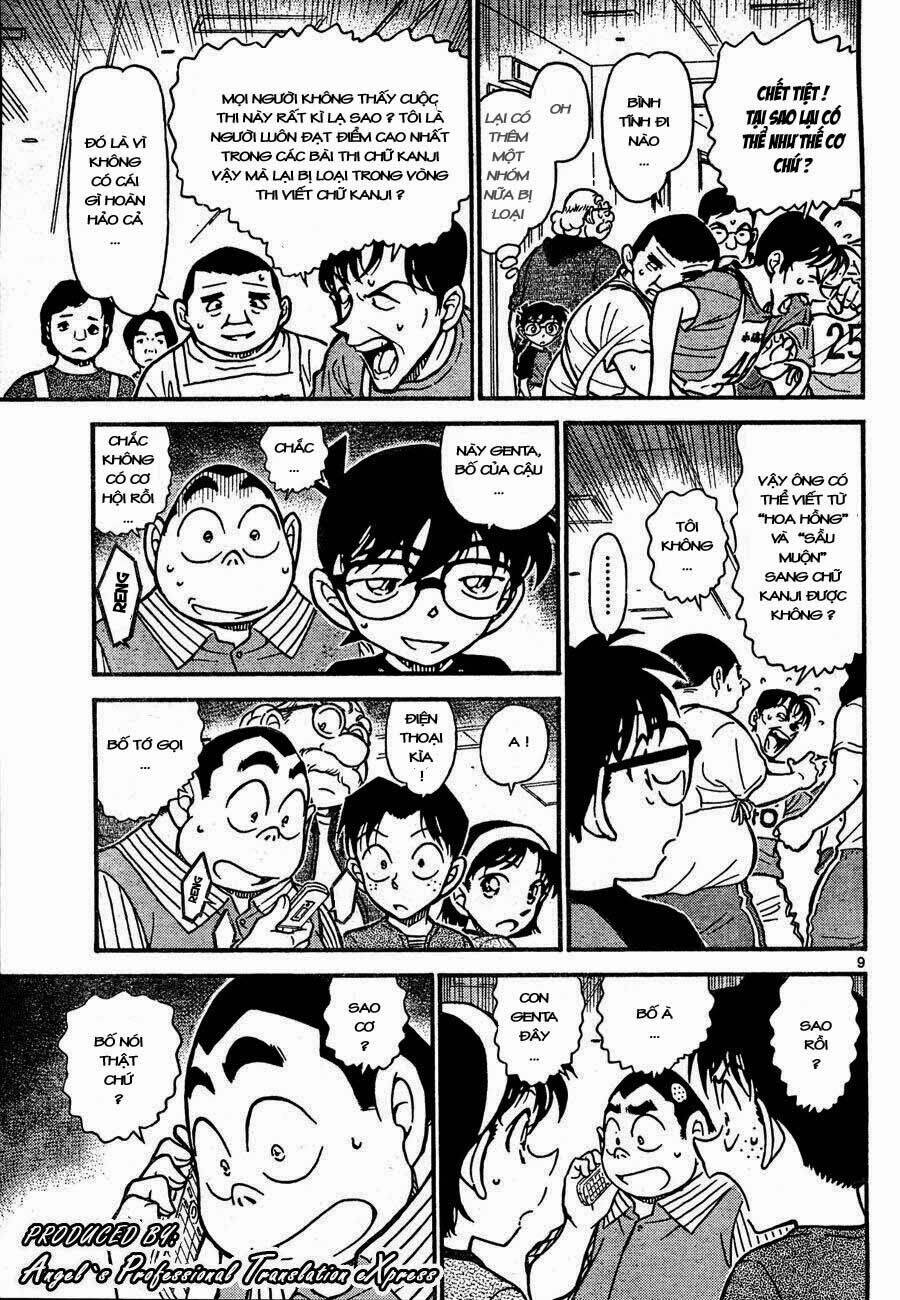 CHẾT TIỆT !
TẠI SAO LẠI CÓ
THỂ NHƯ THẾ CƠ
CHỨ ?
BÌNH
TĨNH ĐI
NÀO ...
OH
LẠI CÓ
THÊM
MỘT
NHÓM
NỮA BỊ
LOẠI
25
MỌI NGƯỜI KHÔNG THẤY CUỘC
THI NÀY RẤT KÌ LẠ SAO ? TÔI LÀ
NGƯỜI LUÔN ĐẠT ĐIỂM CAO NHẤT
TRONG CÁC BÀI THI CHỮ KANJI
VẬY MÀ LẠI BỊ LOẠI TRONG VÒNG
THI VIẾT CHỮ KANJI ?
ĐÓ LÀ VÌ
KHÔNG
CÓ CÁI
GÌ HOÀN
HẢO CẢ
...
VẬY ÔNG CÓ
THỂ VIẾT TỪ
“HOA HỒNG”
VÀ “SẦU
MUỘN”
SANG CHỮ
KANJI ĐƯỢC
KHÔNG ?
TÔI
KHÔNG
...
.........
NÀY GENTA,
BỐ CỦA CẬU
...
CHẮC
...
CHẮC
KHÔNG
CÓ CƠ
HỘI RỒI
...
RENG
A !
ĐIỆN
THOẠI
KÌA
!
BỐ TỚ GỌI
...
RENG
9
SAO
RỒI
?
BỐ À
...
CON
GENTA
ĐÂY
...
SAO
CƠ
?
BỐ NÓI
THẬT
CHỨ
?
PRODUCED BY:
Angel`s Professional Translation eXpress